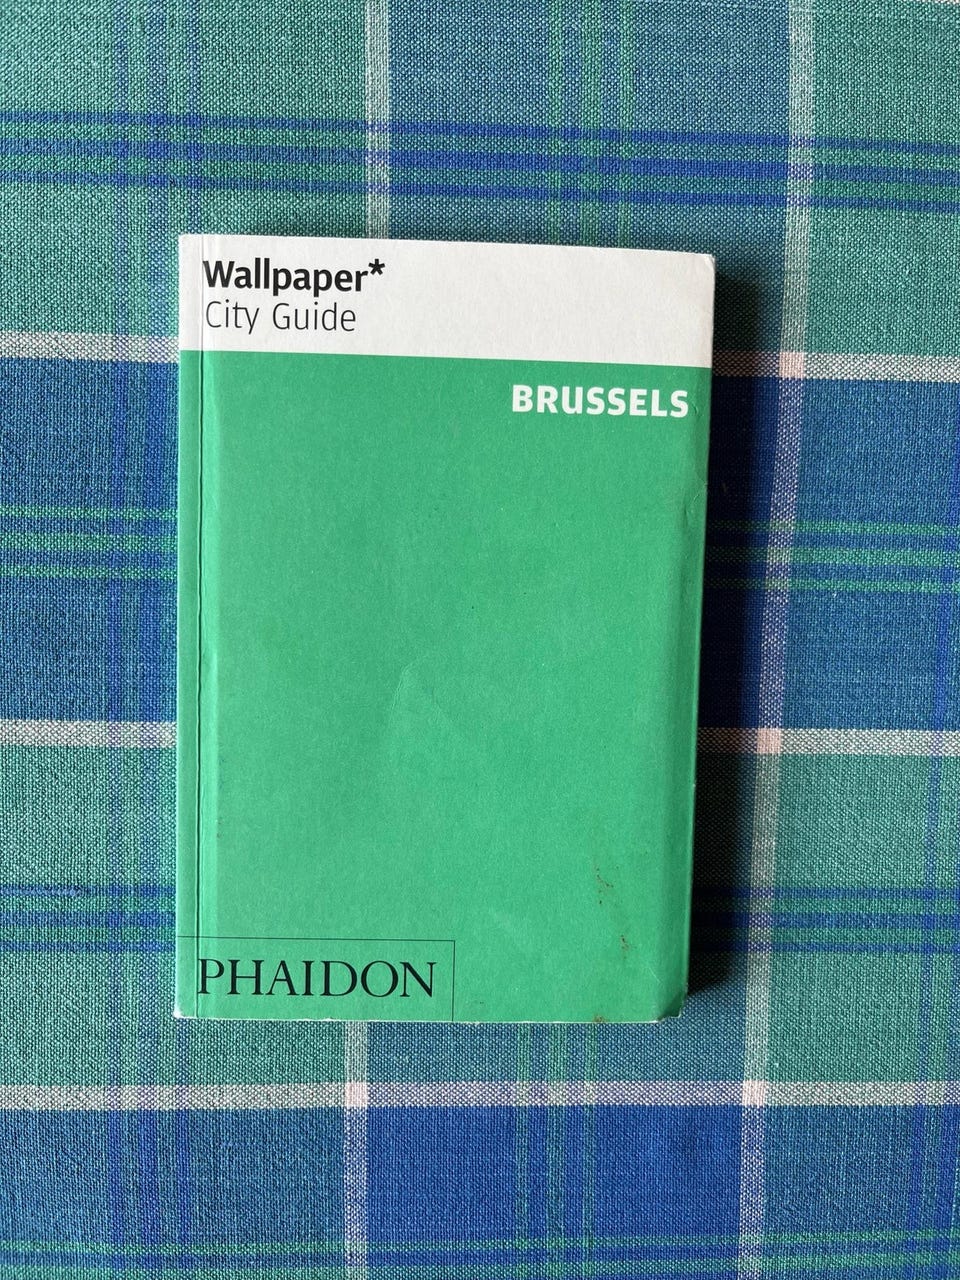 Wallpaper*
City Guide
BRUSSELS
PHAIDON